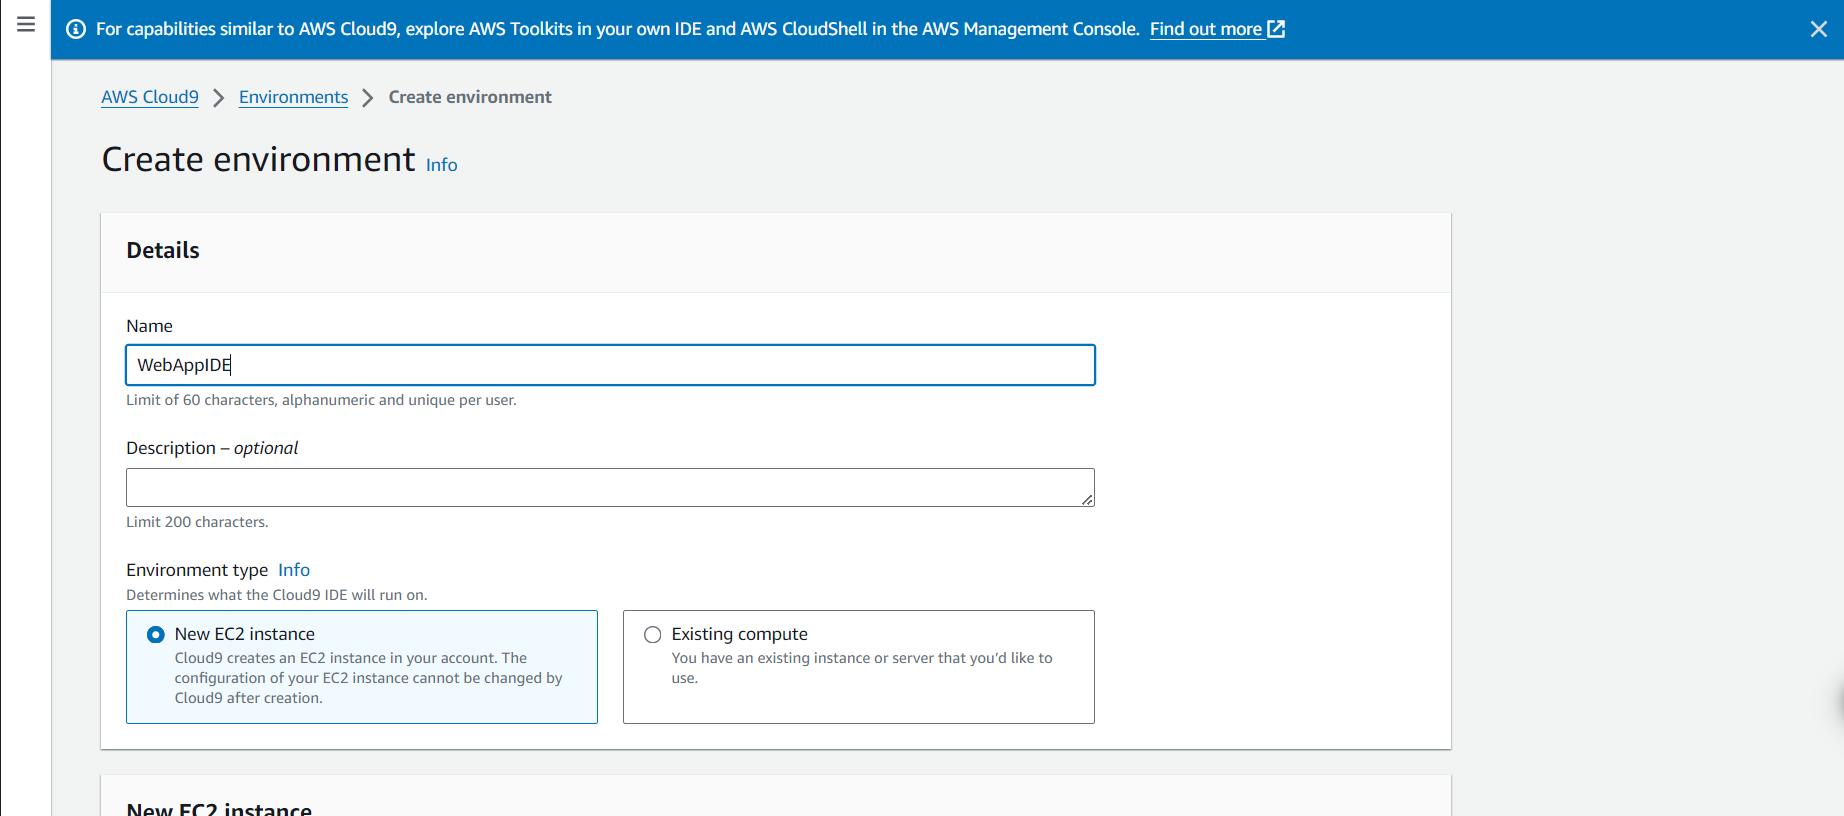 For capabilities similar to AWS Cloud9, explore AWS Toolkits in your own IDE and AWS CloudShell in the AWS Management Console. Find out more
AWS Cloud9 Environments Create environment
Create environment Info
Details
Name
WebAppIDE
Limit of 60 characters, alphanumeric and unique per user.
Description – optional
Limit 200 characters.
Environment type Info
Determines what the Cloud9 IDE will run on.
New EC2 instance
Cloud9 creates an EC2 instance in your account. The
configuration of your EC2 instance cannot be changed by
Cloud9 after creation.
Existing compute
You have an existing instance or server that you’d like to
use.
New EC2 instance